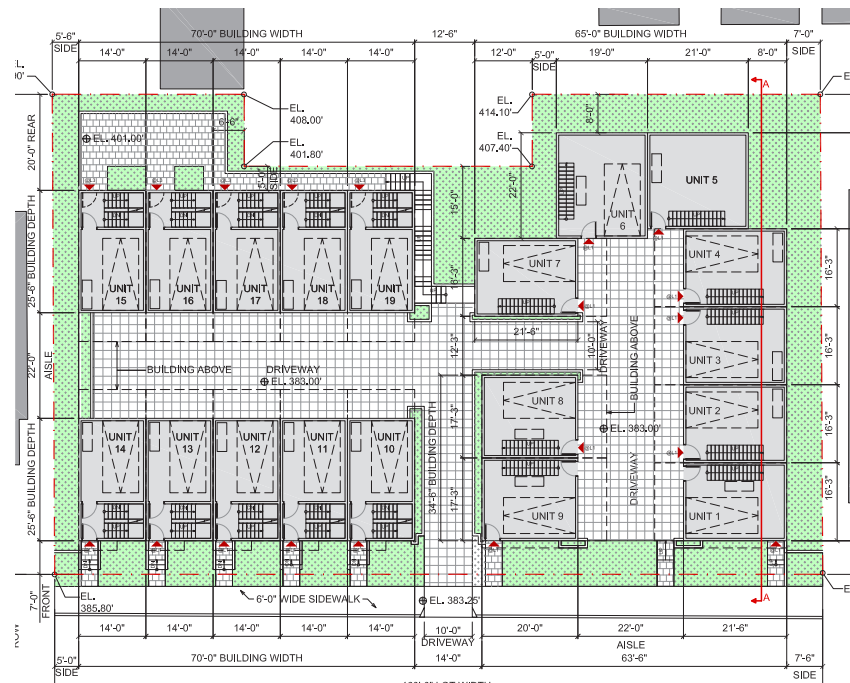 5'-6"
SIDE
70'-0" BUILDING WIDTH
12'-6"
65'-0" BUILDING WIDTH
7'-0"
SIDE
14'-0"
14'-0"
14'-0"
14'-0"
14'-0"
12'-0"
5'-0"
SIDE
19'-0"
21'-0"
8'-0"
A
EL.
408.00'
EL.
414.10'
EL.
401.80'
EL.
407.40'
8'-0"
20'-0" REAR
EL. 401.00'
6'-6"
5'-0"
SIDE
15'-0"
22'-0"
UNIT
6
UNIT 5
25'-6" BUILDING DEPTH
UNIT
15
UNIT
16
UNIT
17
UNIT
18
UNIT
19
UNIT 7
18'-3"
UNIT 4
16'-3"
21'-6"
22'-0"
AISLE
BUILDING ABOVE
DRIVEWAY
EL. 383.00'
12'-3"
10'-0"
DRIVEWAY
BUILDING ABOVE
UNIT 3
16'-3"
25'-6" BUILDING DEPTH
UNIT
14
UNIT
13
UNIT
12
UNIT
11
UNIT
10
34'-6" BUILDING DEPTH
17'-3"
UNIT 8
EL. 383.00'
UNIT 2
16'-3"
17'-3"
UNIT 9
DRIVEWAY
UNIT 1
16'-3"
7'-0"
FRONT
EL.
385.80'
6'-0" WIDE SIDEWALK
EL. 383.25'
A
ROW
14'-0"
14'-0"
14'-0"
14'-0"
14'-0"
10'-0"
DRIVEWAY
20'-0"
22'-0"
AISLE
21'-6"
5'-0"
SIDE
70'-0" BUILDING WIDTH
14'-0"
63'-6"
7'-6"
SIDE